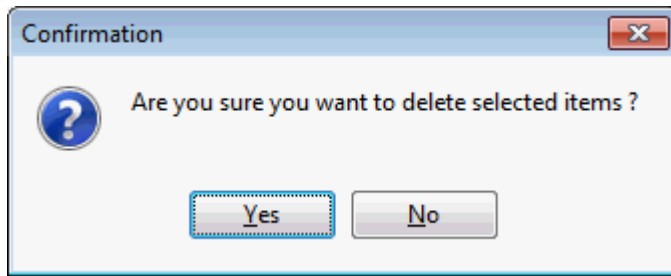 Confirmation
Are you sure you want to delete selected items ?
Yes
No